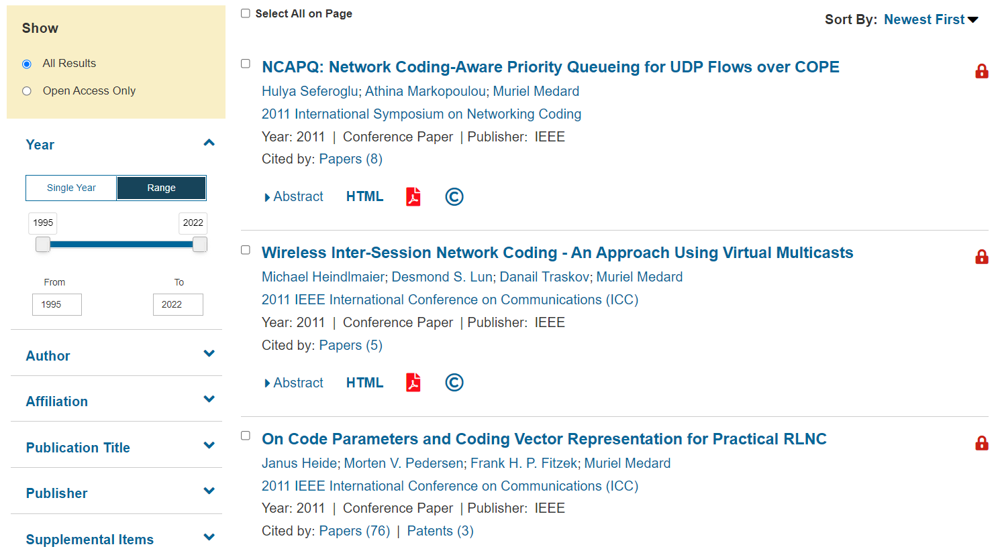 Show
All Results
Open Access Only
Year
Single Year Range
1995 2022
From To
1995 2022
Author
Affiliation
Publication Title
Publisher
Supplemental Items
Select All on Page
Sort By: Newest First
NCAPQ: Network Coding-Aware Priority Queueing for UDP Flows over COPE
Hulya Seferoglu; Athina Markopoulou; Muriel Medard
2011 International Symposium on Networking Coding
Year: 2011 | Conference Paper | Publisher: IEEE
Cited by: Papers (8)
Abstract HTML ©
Wireless Inter-Session Network Coding - An Approach Using Virtual Multicasts
Michael Heindlmaier; Desmond S. Lun; Danail Traskov; Muriel Medard
2011 IEEE International Conference on Communications (ICC)
Year: 2011 | Conference Paper | Publisher: IEEE
Cited by: Papers (5)
Abstract HTML ©
On Code Parameters and Coding Vector Representation for Practical RLNC
Janus Heide; Morten V. Pedersen; Frank H. P. Fitzek; Muriel Medard
2011 IEEE International Conference on Communications (ICC)
Year: 2011 | Conference Paper | Publisher: IEEE
Cited by: Papers (76) | Patents (3)